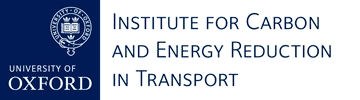 UNIVERSITY OF
OXFORD
INSTITUTE FOR CARBON
AND ENERGY REDUCTION
IN TRANSPORT